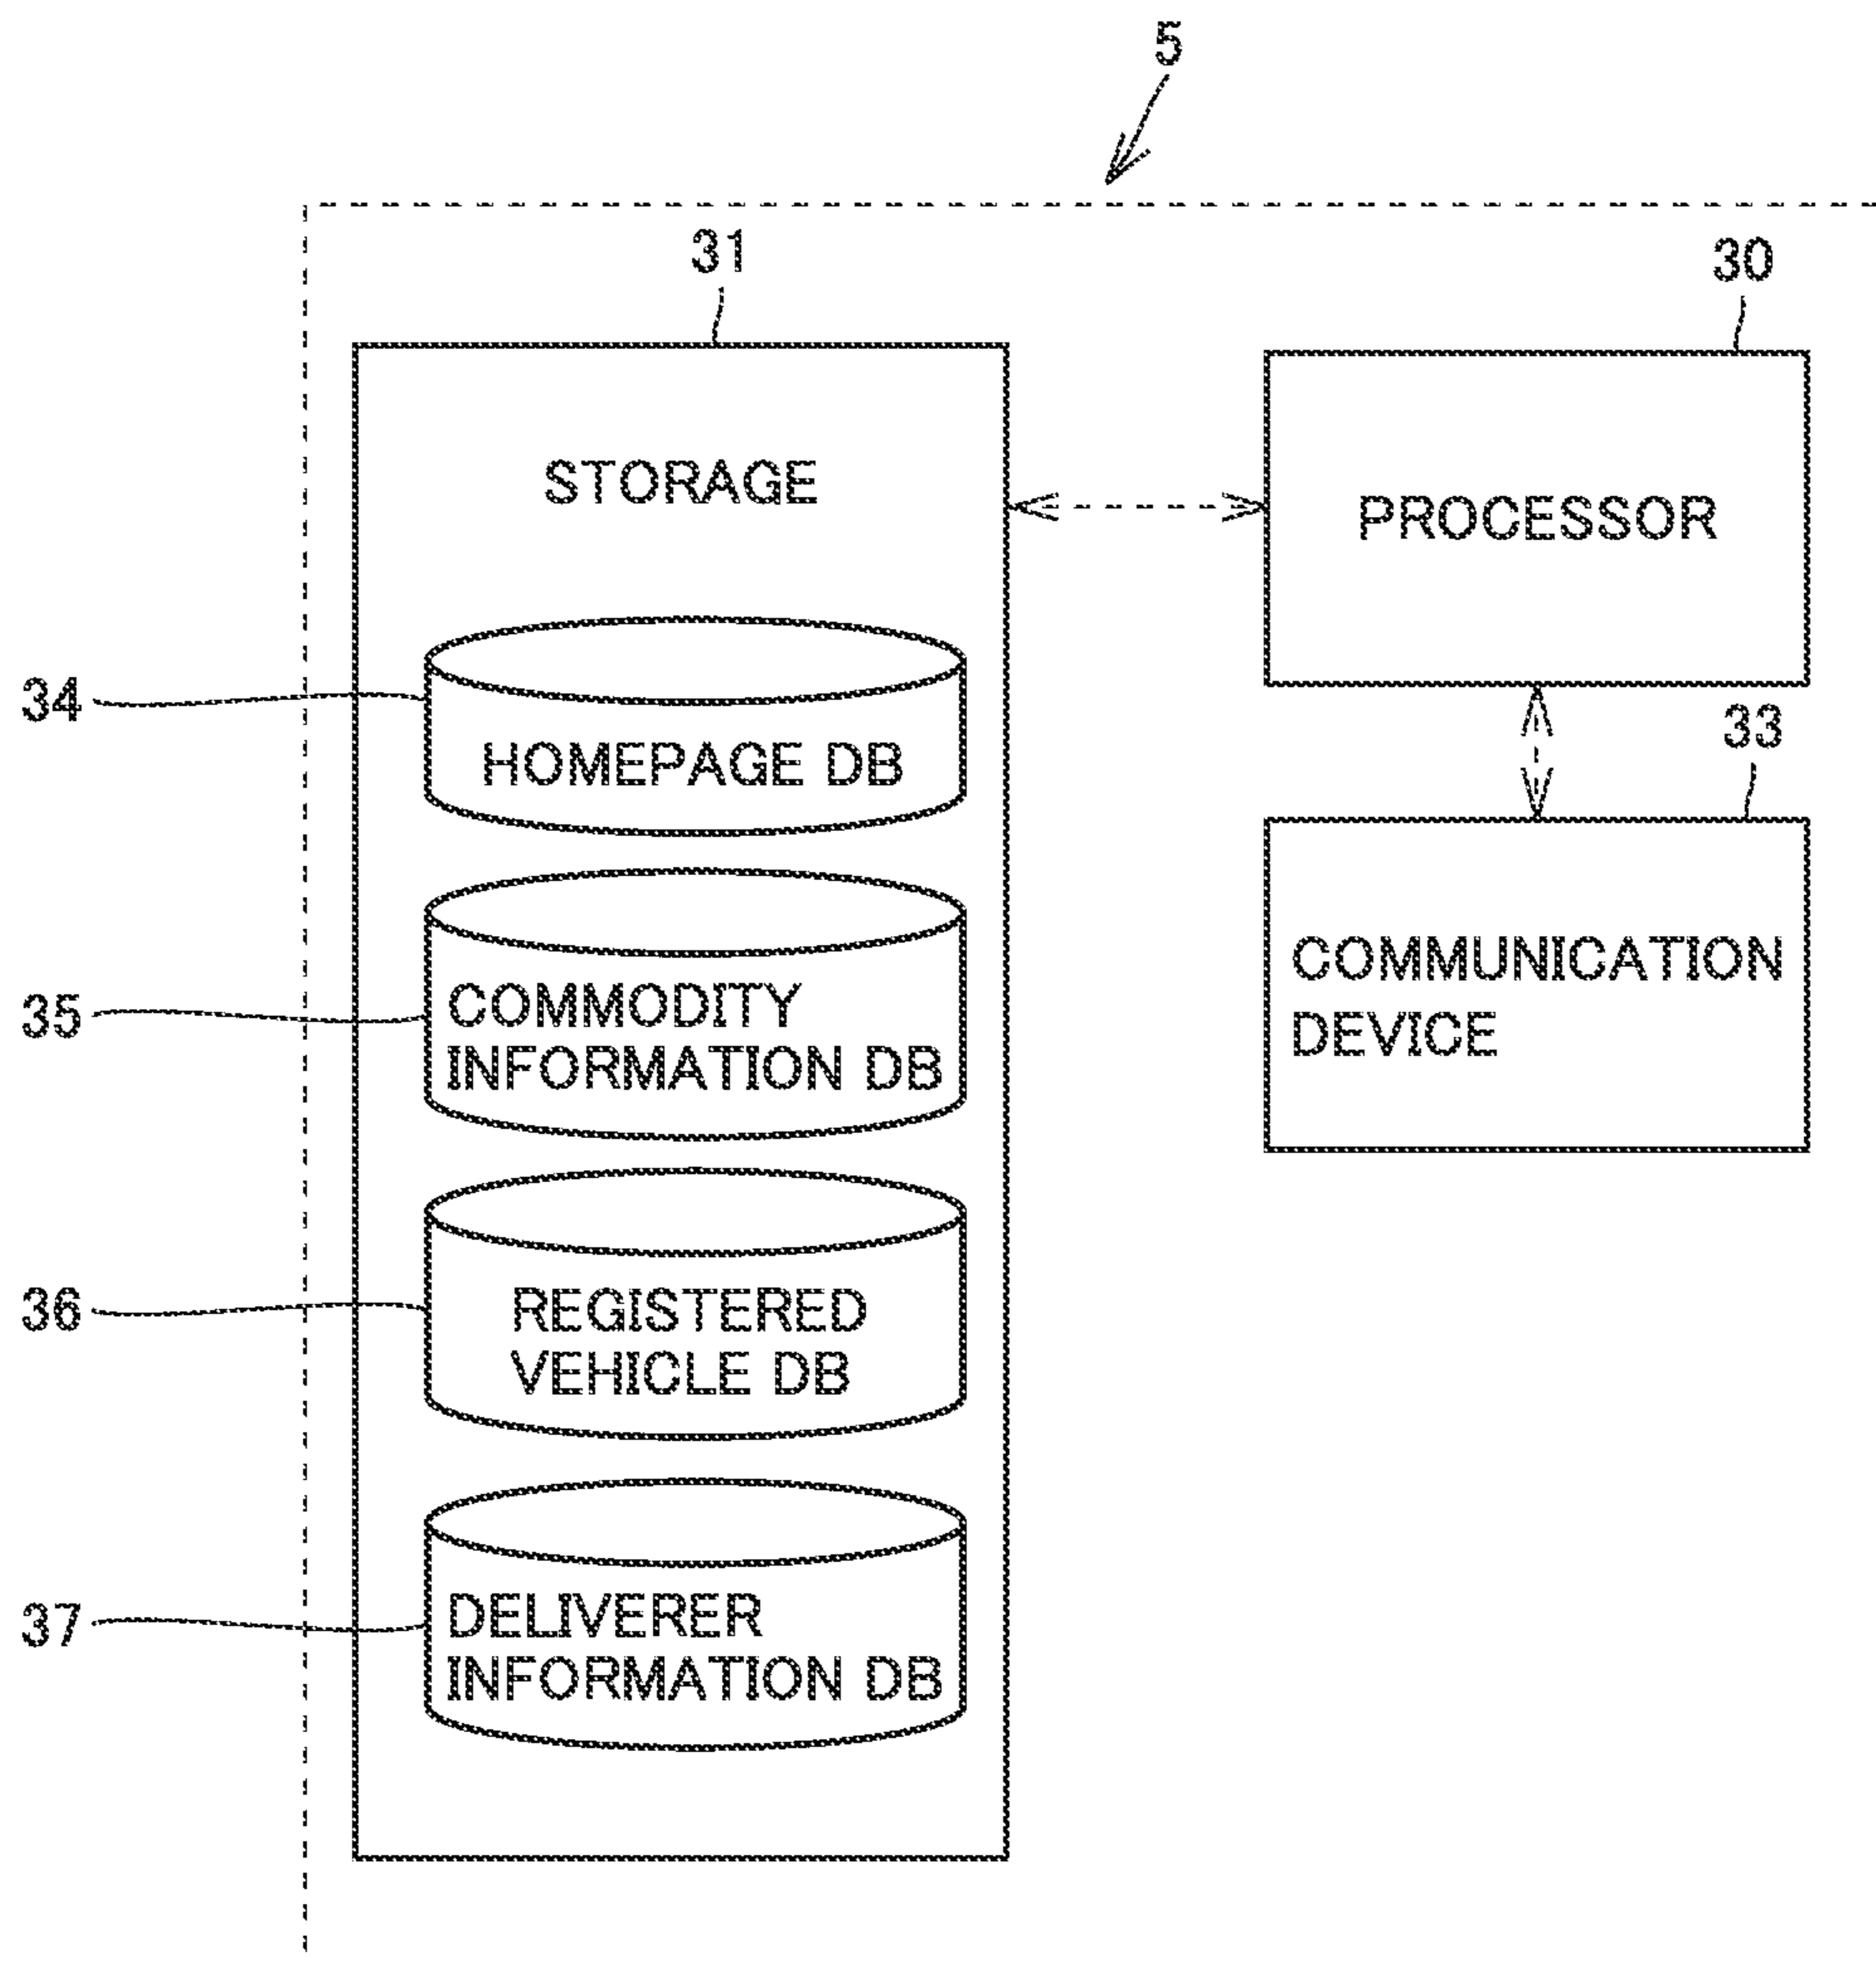 5
31
30
STORAGE
PROCESSOR
34
HOMEPAGE DB
33
35
COMMODITY
INFORMATION DB
COMMUNICATION
DEVICE
36
REGISTERED
VEHICLE DB
37
DELIVERER
INFORMATION DB